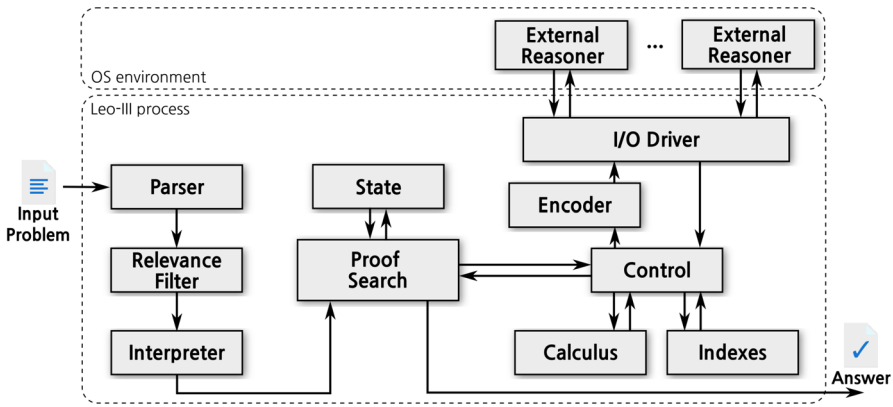 External
Reasoner
...
External
Reasoner
OS environment
Leo-III process
I/O Driver
Input
Problem
Parser
State
Encoder
Relevance
Filter
Proof
Search
Control
Interpreter
Calculus
Indexes
Answer